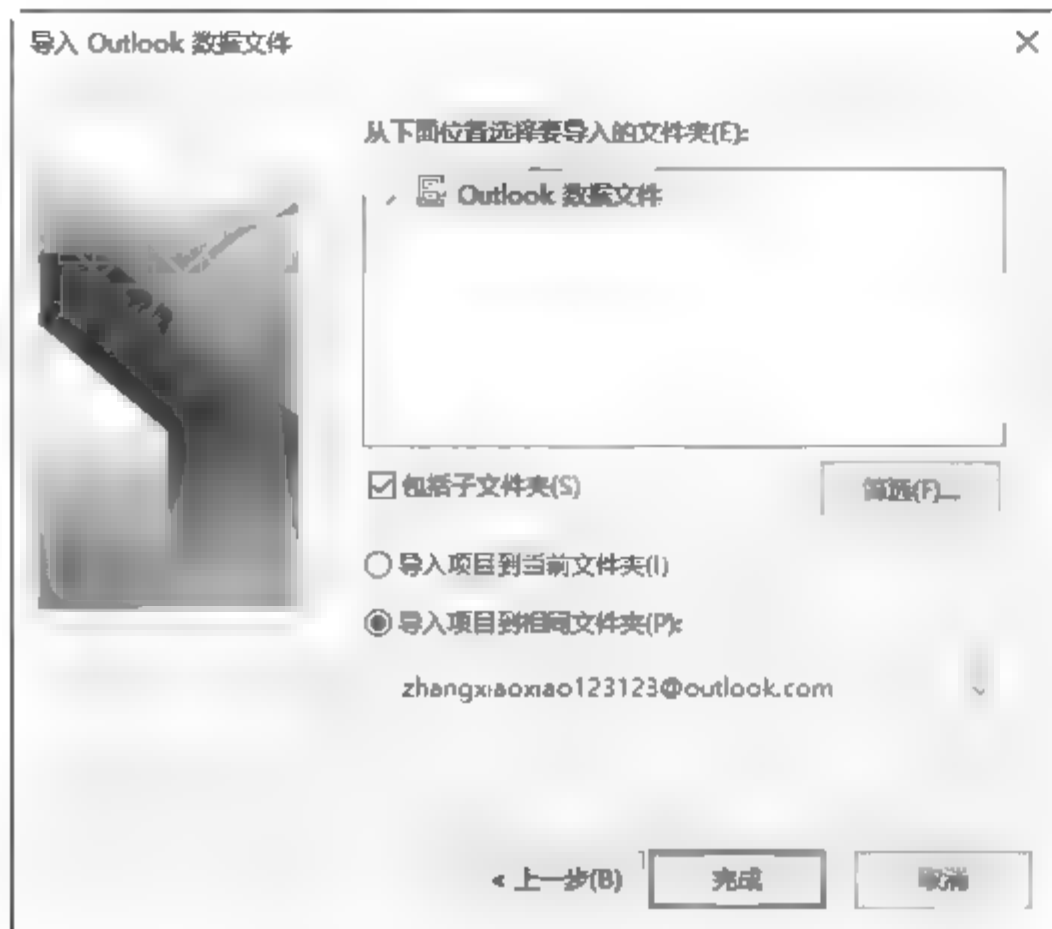 导入 Outlook 数据文件
从下面位置选择要导入的文件夹(E):
Outlook 数据文件
包括子文件夹(S)
筛选(F)...
导入项目到当前文件夹(I)
导入项目到相同文件夹(P):
zhangxiaoxiao123123@outlook.com
< 上一步(B)
完成
取消